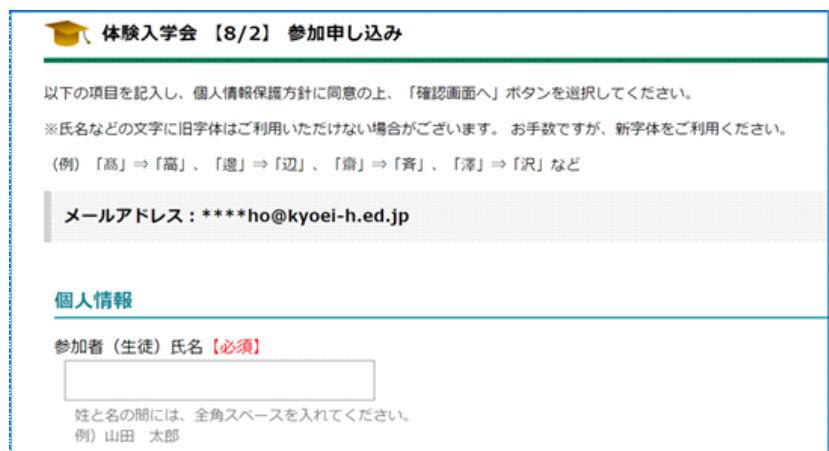 体験入学会 【8/2】 参加申し込み
以下の項目を記入し、個人情報保護方針に同意の上、「確認画面へ」ボタンを選択してください。
※氏名などの文字に旧字体はご利用いただけない場合がございます。 お手数ですが、新字体をご利用ください。
（例）「髙」⇒「高」、「邉」⇒「辺」、「齋」⇒「斉」、「澤」⇒「沢」など
メールアドレス：****ho@kyoei-h.ed.jp
個人情報
参加者（生徒）氏名【必須】
姓と名の間には、全角スペースを入れてください。
例）山田　太郎